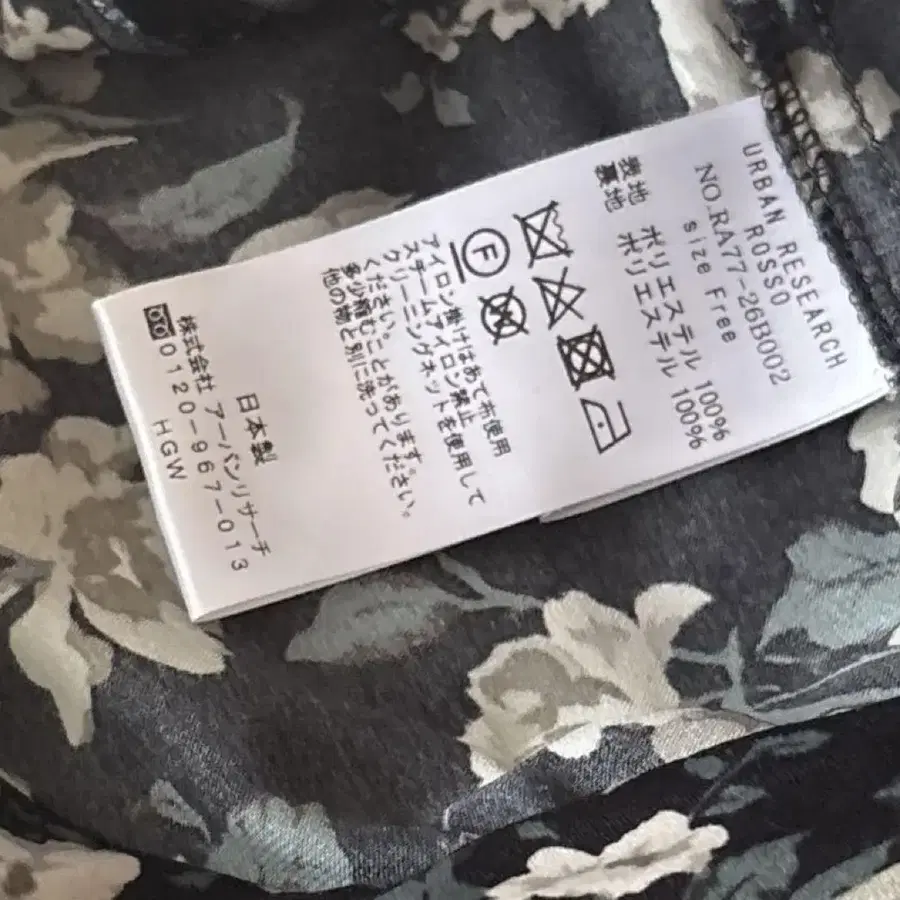 URBAN RESEARCH
ROSSO
NO.RA77-26B002
size Free
表地 ポリエステル 100%
裏地 ポリエステル 100%
F
アイロン掛けはあて布使用
スチームアイロン禁止
クリーニングネットを使用して
ください。
多少縮むことがあります。
他の物と別に洗ってください。
日本製
株式会社 アーバンリサーチ
0120-967-013
HGW